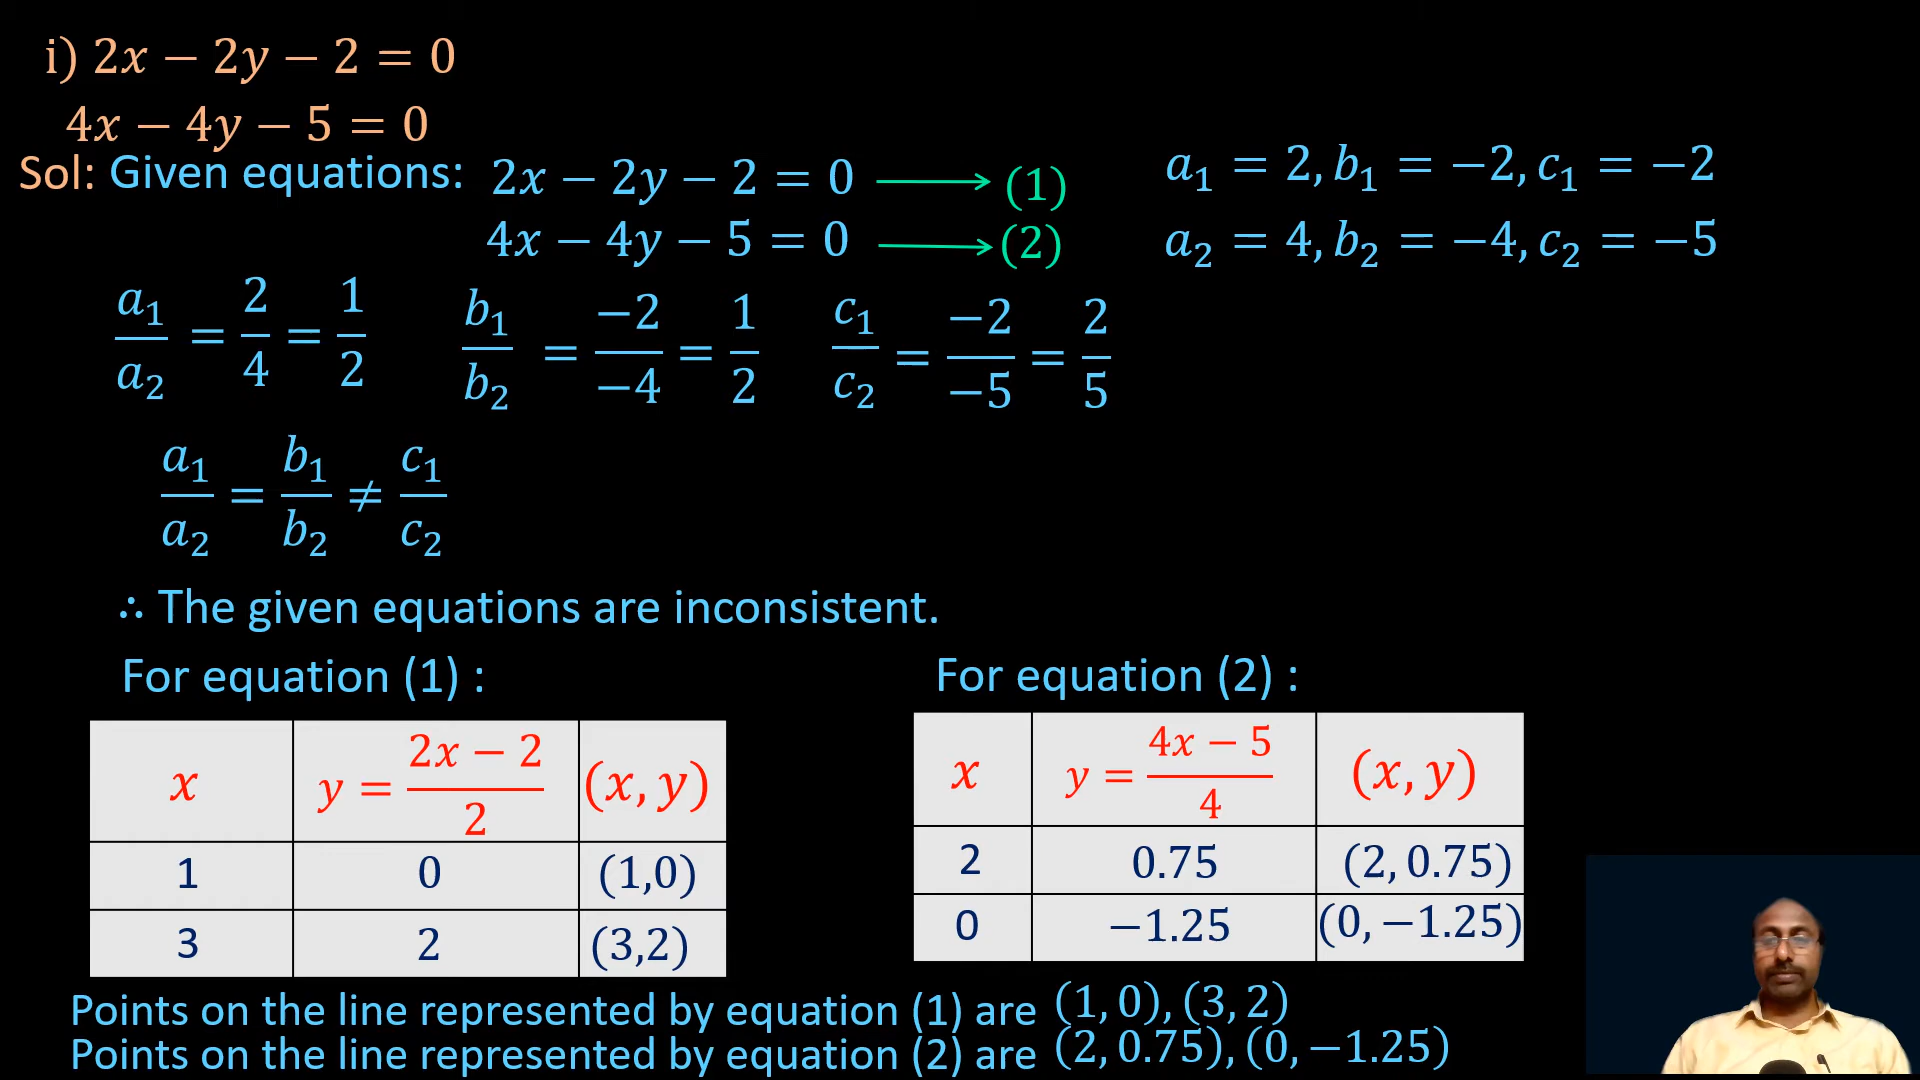 i) 2x − 2y − 2 = 0
4x − 4y − 5 = 0
Sol: Given equations: 2x − 2y − 2 = 0 ⟶ (1)
4x − 4y − 5 = 0 ⟶ (2)
a₁ = 2, b₁ = −2, c₁ = −2
a₂ = 4, b₂ = −4, c₂ = −5
a₁/a₂ = 2/4 = 1/2   b₁/b₂ = −2/−4 = 1/2   c₁/c₂ = −2/−5 = 2/5
a₁/a₂ = b₁/b₂ ≠ c₁/c₂
∴ The given equations are inconsistent.
For equation (1) :
x   y = (2x − 2)/2   (x, y)
1   0   (1,0)
3   2   (3,2)
For equation (2) :
x   y = (4x − 5)/4   (x, y)
2   0.75   (2, 0.75)
0   −1.25   (0, −1.25)
Points on the line represented by equation (1) are (1, 0), (3, 2)
Points on the line represented by equation (2) are (2, 0.75), (0, −1.25)